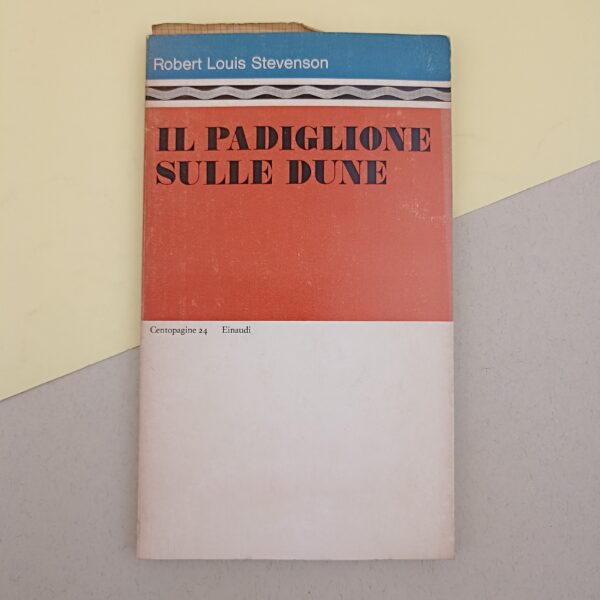 Robert Louis Stevenson
IL PADIGLIONE
SULLE DUNE
Centopagine 24 Einaudi